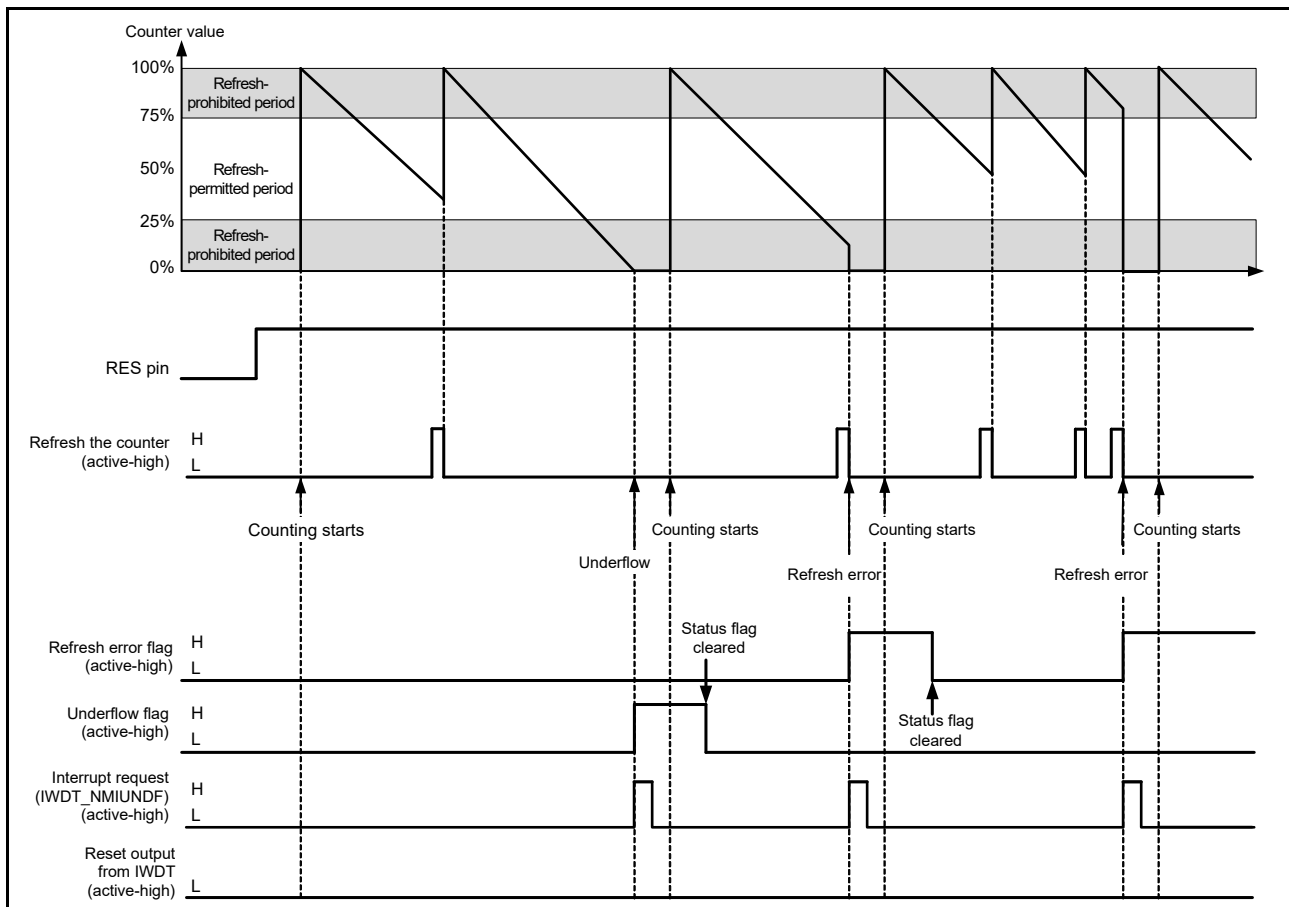 Counter value
100%
Refresh-
prohibited period
75%
50%
Refresh-
permitted period
25%
Refresh-
prohibited period
0%
RES pin
Refresh the counter
(active-high)
H
L
Counting starts
Counting starts
Counting starts
Counting starts
Underflow
Refresh error
Refresh error
Refresh error flag
(active-high)
H
L
Status flag
cleared
Underflow flag
(active-high)
H
L
Status flag
cleared
Interrupt request
(IWDT_NMIUNDF)
(active-high)
H
L
Reset output
from IWDT
(active-high)
L